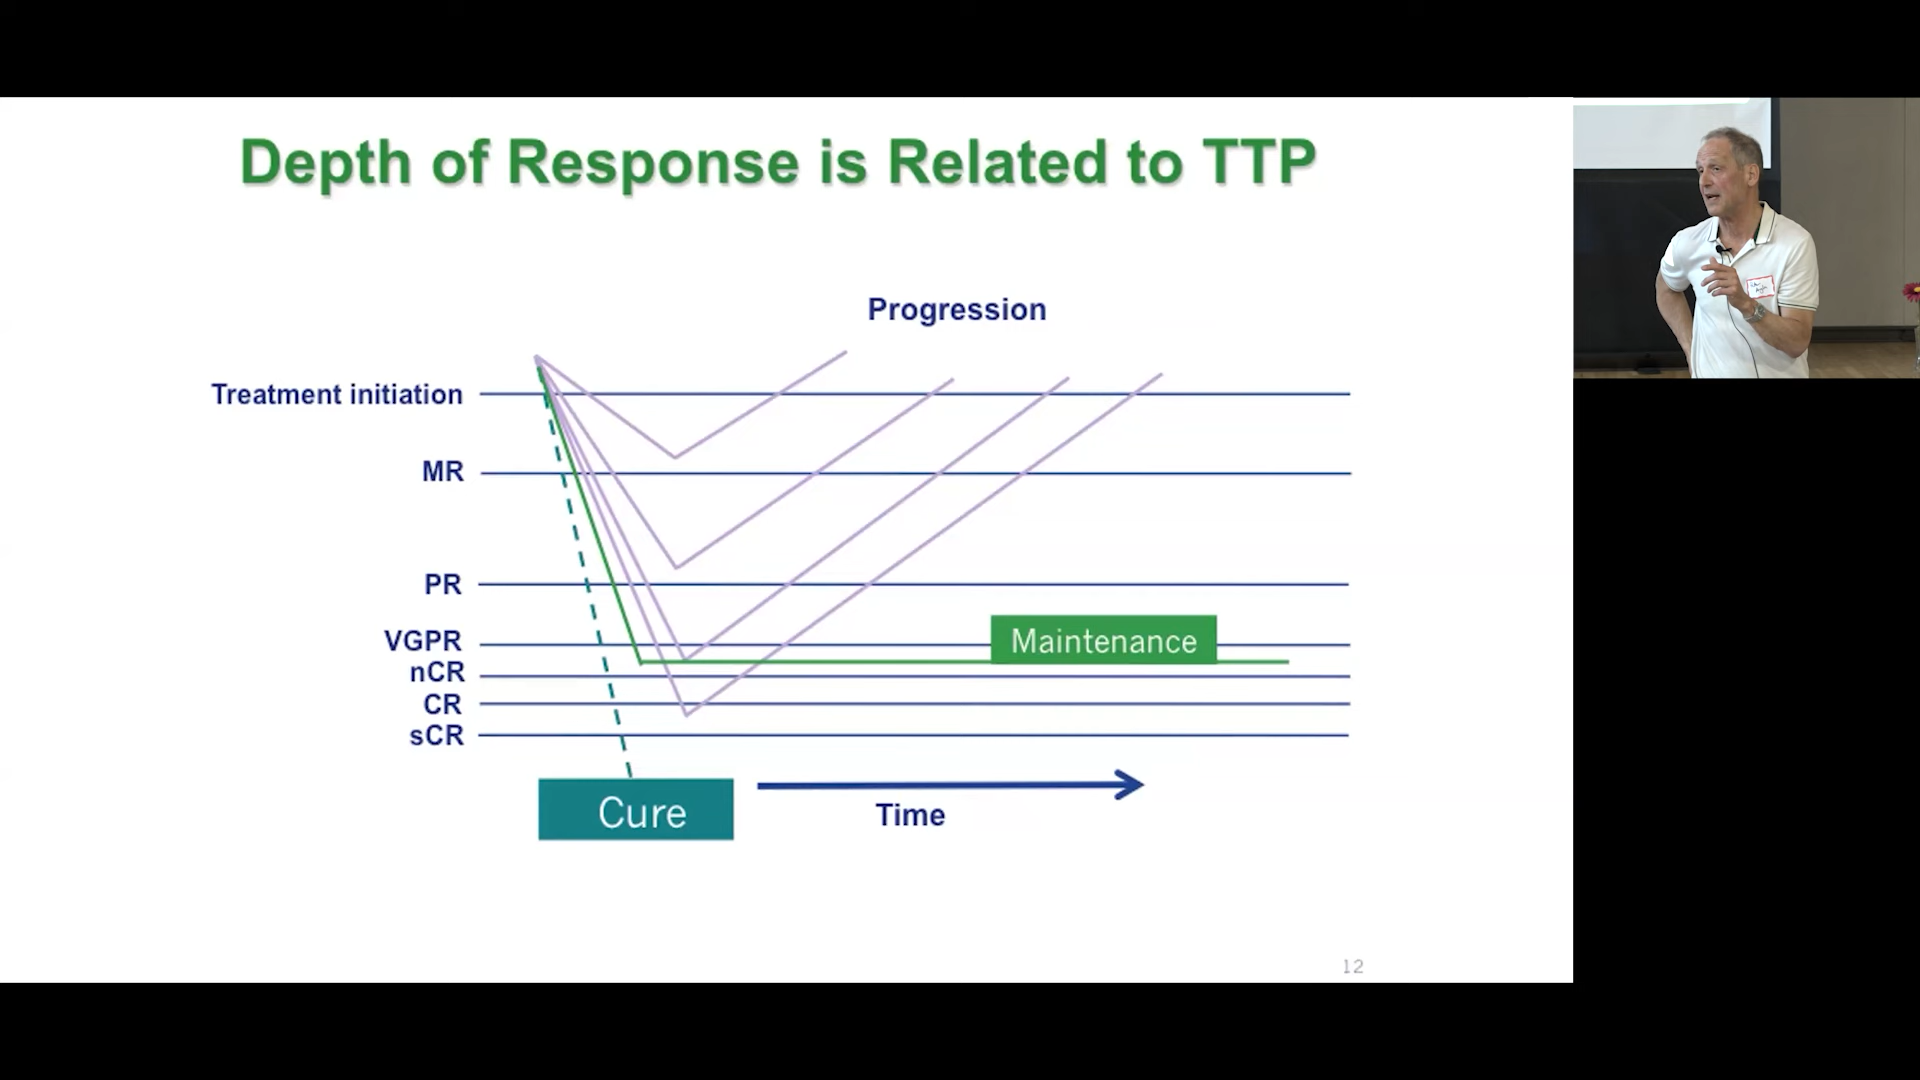 Depth of Response is Related to TTP
Progression
Treatment initiation
MR
PR
VGPR
Maintenance
nCR
CR
sCR
Cure
Time
12